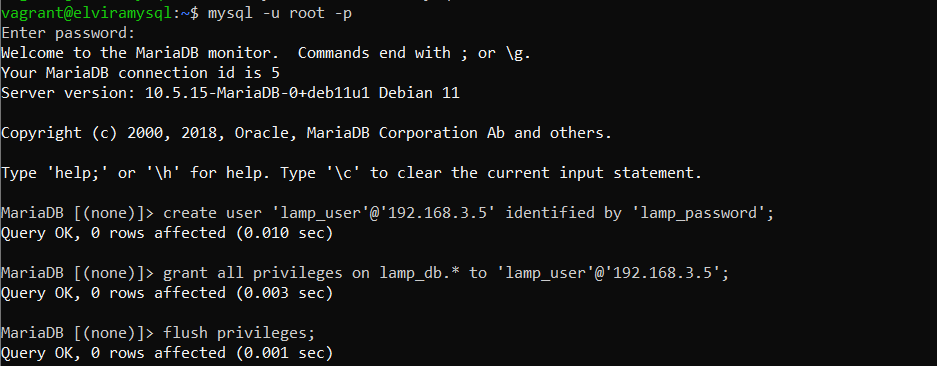 vagrant@elviramysql:~$ mysql -u root -p
Enter password:
Welcome to the MariaDB monitor.  Commands end with ; or \g.
Your MariaDB connection id is 5
Server version: 10.5.15-MariaDB-0+deb11u1 Debian 11
Copyright (c) 2000, 2018, Oracle, MariaDB Corporation Ab and others.
Type 'help;' or '\h' for help. Type '\c' to clear the current input statement.
MariaDB [(none)]> create user 'lamp_user'@'192.168.3.5' identified by 'lamp_password';
Query OK, 0 rows affected (0.010 sec)
MariaDB [(none)]> grant all privileges on lamp_db.* to 'lamp_user'@'192.168.3.5';
Query OK, 0 rows affected (0.003 sec)
MariaDB [(none)]> flush privileges;
Query OK, 0 rows affected (0.001 sec)